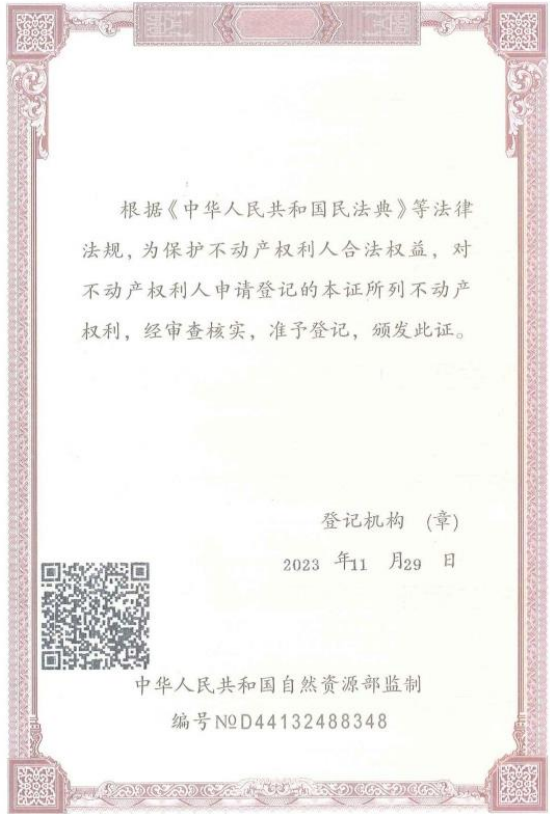 根据《中华人民共和国民法典》等法律
法规，为保护不动产权利人合法权益，对
不动产权利人申请登记的本证所列不动产
权利，经审查核实，准予登记，颁发此证。
登记机构 (章)
2023 年11 月29 日
中华人民共和国自然资源部监制
编号№D44132488348